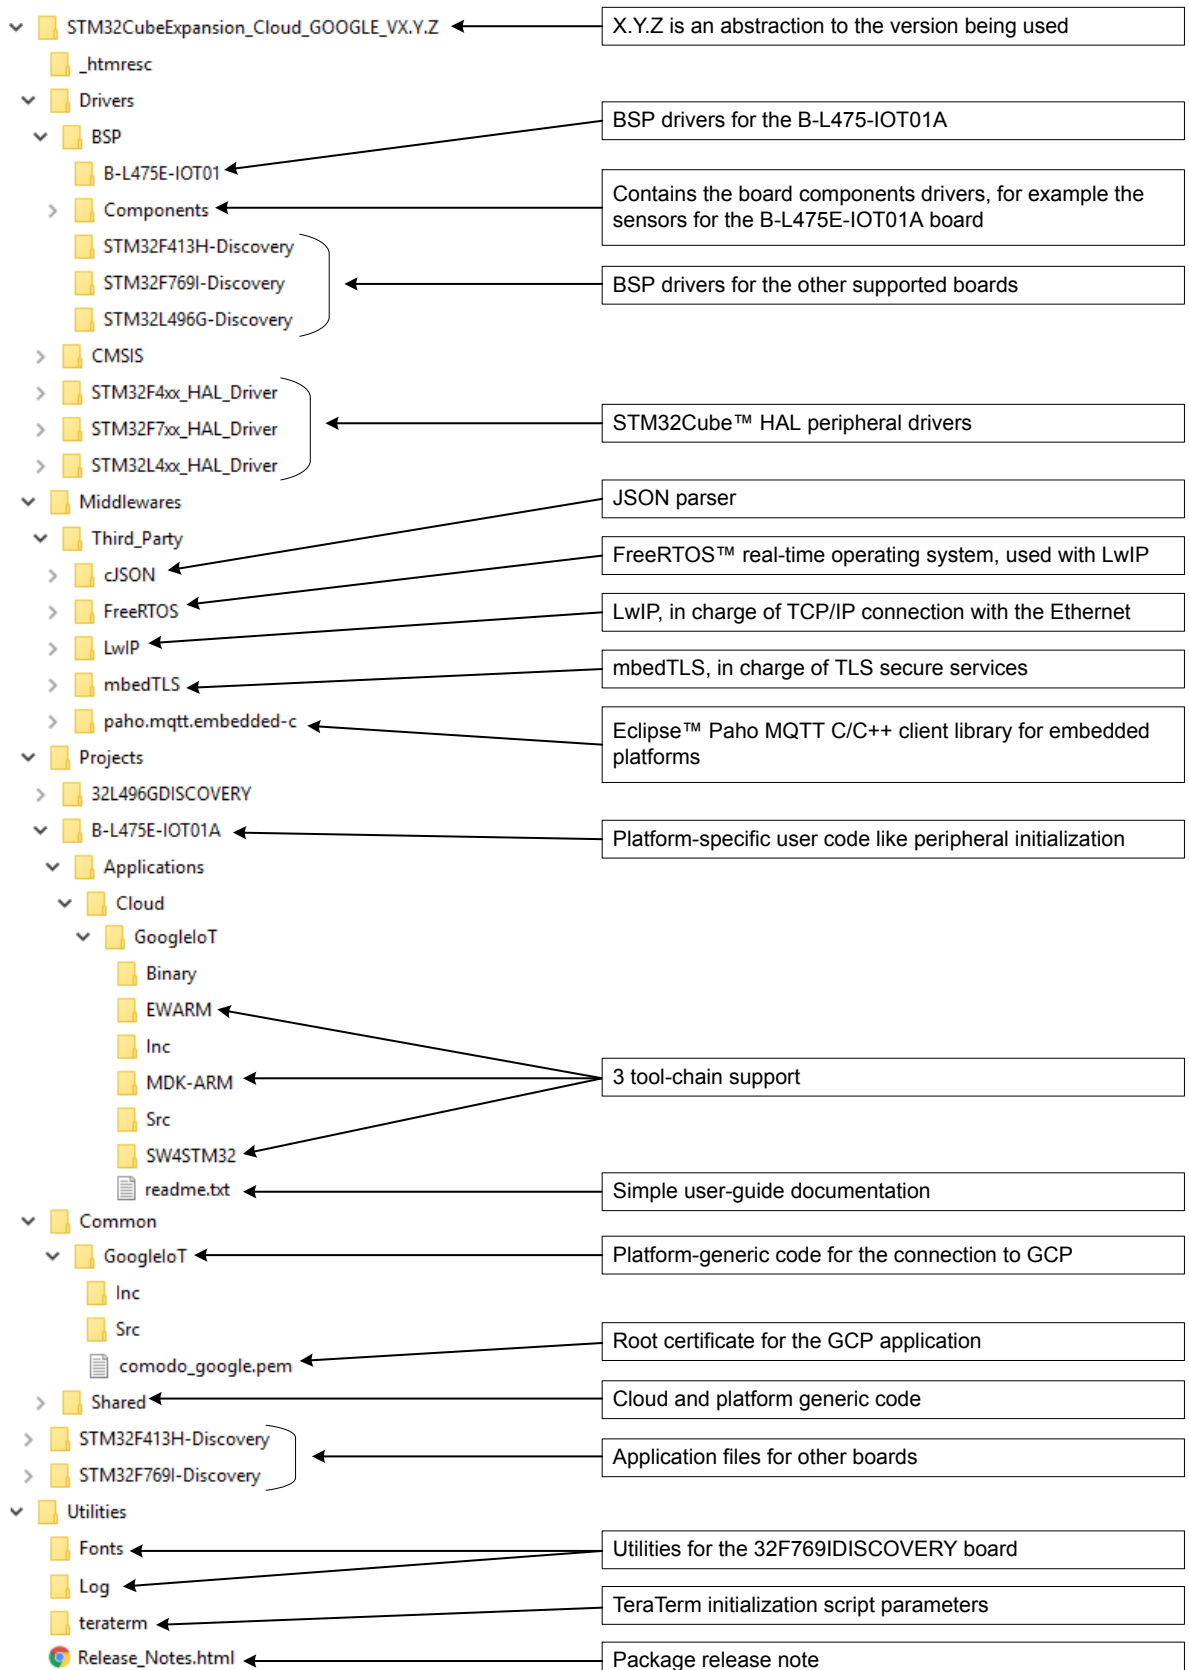 STM32CubeExpansion_Cloud_GOOGLE_VX.Y.Z
X.Y.Z is an abstraction to the version being used
_htmresc
Drivers
BSP drivers for the B-L475-IOT01A
BSP
B-L475E-IOT01
Contains the board components drivers, for example the
sensors for the B-L475E-IOT01A board
Components
STM32F413H-Discovery
STM32F769I-Discovery
BSP drivers for the other supported boards
STM32L496G-Discovery
CMSIS
STM32F4xx_HAL_Driver
STM32F7xx_HAL_Driver
STM32Cube™ HAL peripheral drivers
STM32L4xx_HAL_Driver
Middlewares
JSON parser
Third_Party
FreeRTOS™ real-time operating system, used with LwIP
cJSON
FreeRTOS
LwIP, in charge of TCP/IP connection with the Ethernet
LwIP
mbedTLS, in charge of TLS secure services
mbedTLS
paho.mqtt.embedded-c
Eclipse™ Paho MQTT C/C++ client library for embedded
platforms
Projects
32L496GDISCOVERY
B-L475E-IOT01A
Platform-specific user code like peripheral initialization
Applications
Cloud
GoogleIoT
Binary
EWARM
Inc
MDK-ARM
3 tool-chain support
Src
SW4STM32
readme.txt
Simple user-guide documentation
Common
GoogleIoT
Platform-generic code for the connection to GCP
Inc
Src
Root certificate for the GCP application
comodo_google.pem
Shared
Cloud and platform generic code
STM32F413H-Discovery
Application files for other boards
STM32F769I-Discovery
Utilities
Fonts
Utilities for the 32F769IDISCOVERY board
Log
TeraTerm initialization script parameters
teraterm
Release_Notes.html
Package release note